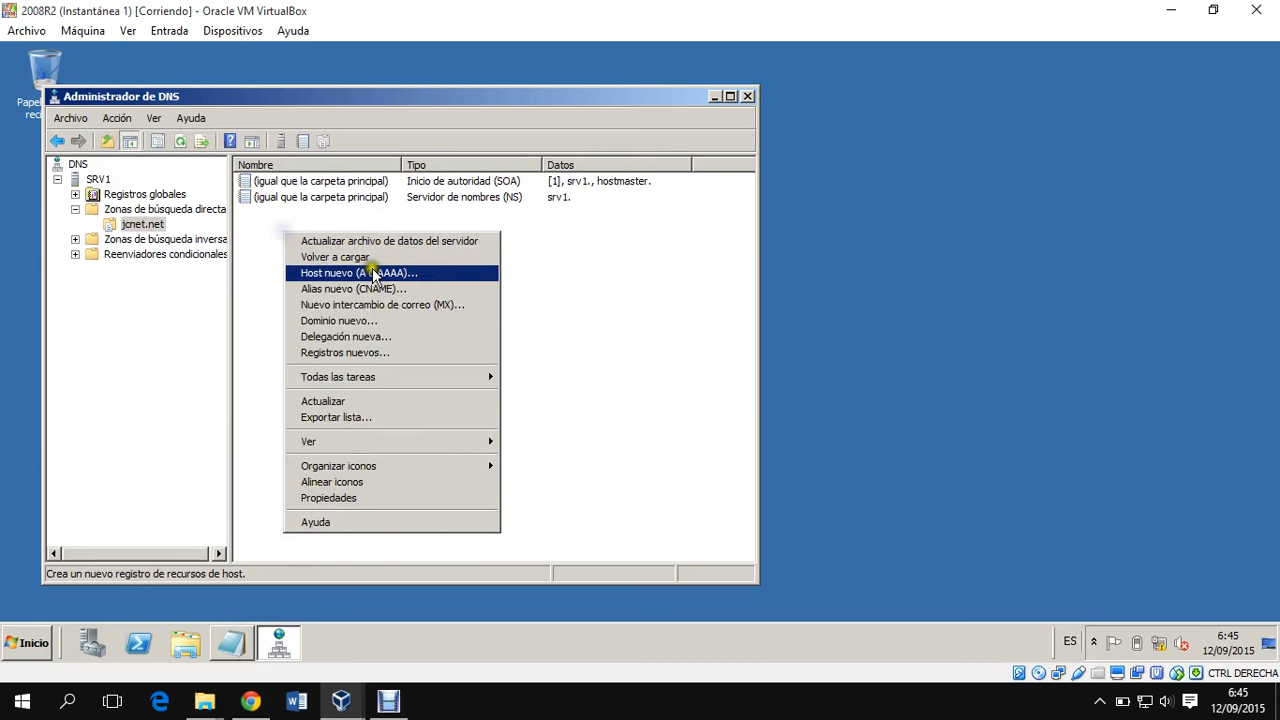 2008R2 (Instantánea 1) [Corriendo] - Oracle VM VirtualBox
Archivo Máquina Ver Entrada Dispositivos Ayuda
Administrador de DNS
Archivo Acción Ver Ayuda
DNS
SRV1
Registros globales
Zonas de búsqueda directa
jcnet.net
Zonas de búsqueda inversa
Reenviadores condicionales
Nombre Tipo Datos
(igual que la carpeta principal) Inicio de autoridad (SOA) [1], srv1., hostmaster.
(igual que la carpeta principal) Servidor de nombres (NS) srv1.
Actualizar archivo de datos del servidor
Volver a cargar
Host nuevo (A o AAAA)...
Alias nuevo (CNAME)...
Nuevo intercambio de correo (MX)...
Dominio nuevo...
Delegación nueva...
Registros nuevos...
Todas las tareas
Actualizar
Exportar lista...
Ver
Organizar iconos
Alinear iconos
Propiedades
Ayuda
Crea un nuevo registro de recursos de host.
Inicio
ES
6:45
12/09/2015
CTRL DERECHA
6:45
12/09/2015